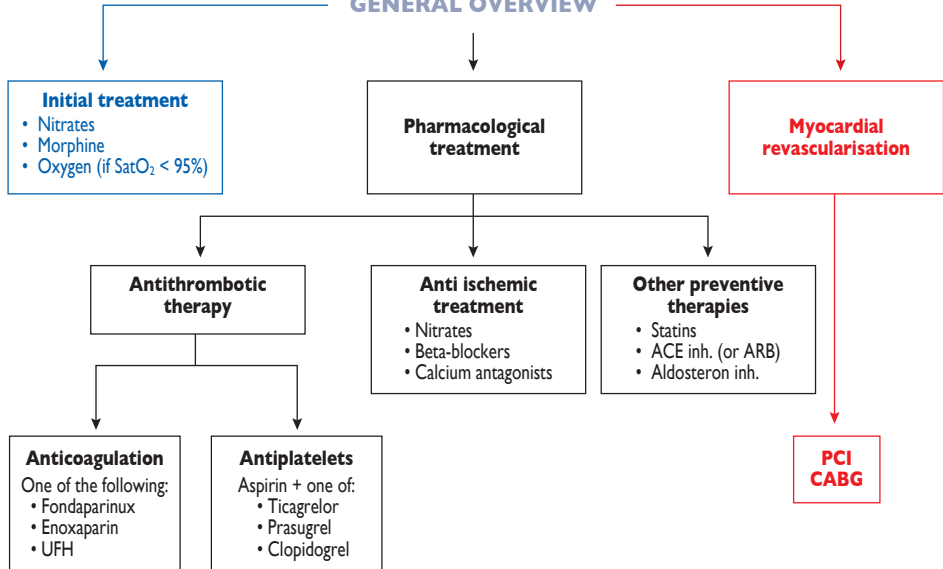 GENERAL OVERVIEW
Initial treatment
• Nitrates
• Morphine
• Oxygen (if SatO₂ < 95%)
Pharmacological
treatment
Myocardial
revascularisation
Antithrombotic
therapy
Anti ischemic
treatment
• Nitrates
• Beta-blockers
• Calcium antagonists
Other preventive
therapies
• Statins
• ACE inh. (or ARB)
• Aldosteron inh.
Anticoagulation
One of the following:
• Fondaparinux
• Enoxaparin
• UFH
Antiplatelets
Aspirin + one of:
• Ticagrelor
• Prasugrel
• Clopidogrel
PCI
CABG